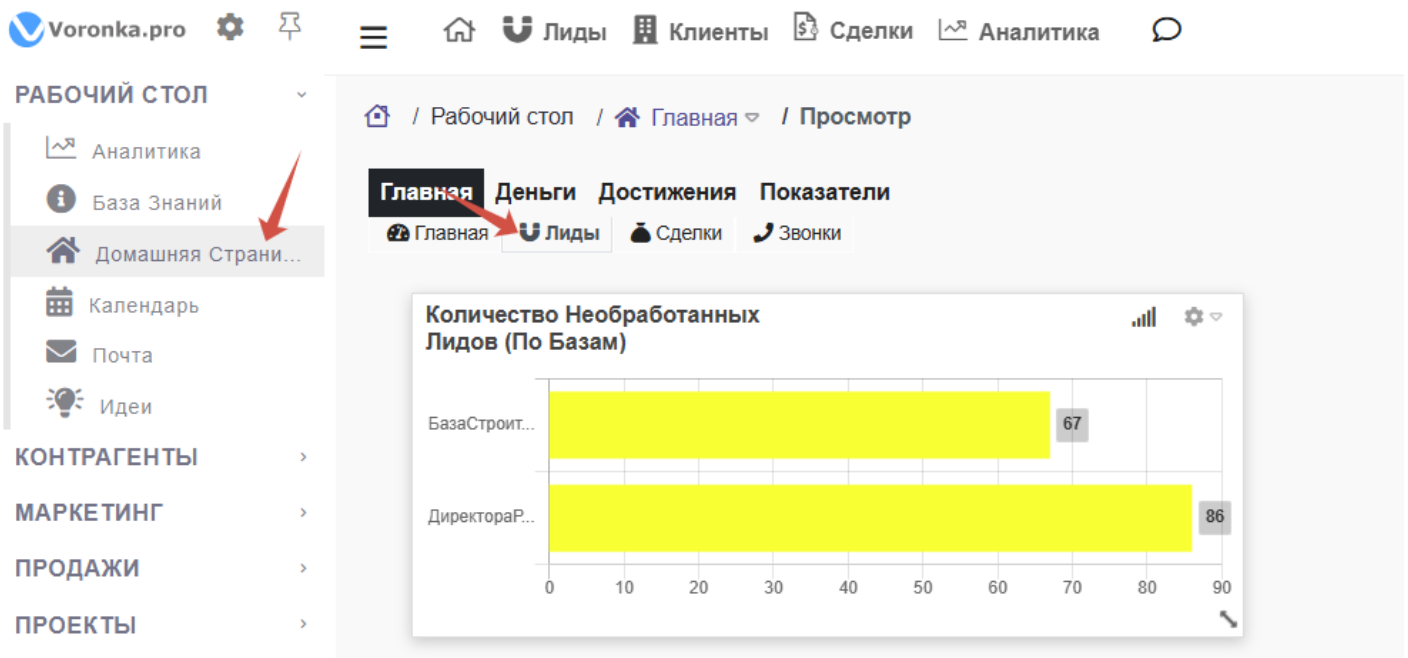 Voronka.pro
Лиды Клиенты Сделки Аналитика
РАБОЧИЙ СТОЛ
Аналитика
База Знаний
Домашняя Страни...
Календарь
Почта
Идеи
КОНТРАГЕНТЫ
МАРКЕТИНГ
ПРОДАЖИ
ПРОЕКТЫ
/ Рабочий стол / Главная / Просмотр
Главная Деньги Достижения Показатели
Главная Лиды Сделки Звонки
Количество Необработанных
Лидов (По Базам)
БазаСтроит... 67
ДиректораР... 86
0 10 20 30 40 50 60 70 80 90